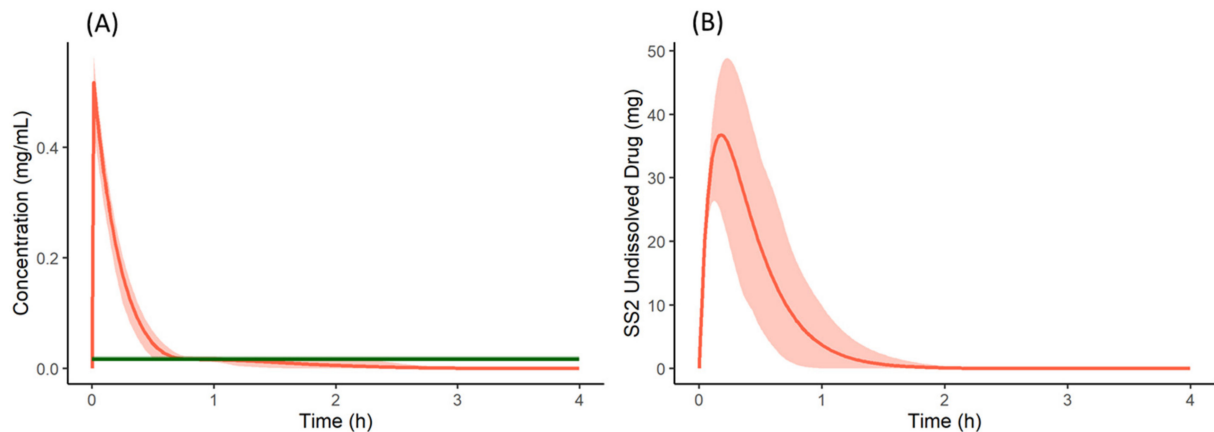 (A)
Concentration (mg/mL)
0.4
0.2
0.0
0 1 2 3 4
Time (h)
(B)
SS2 Undissolved Drug (mg)
50
40
30
20
10
0
0 1 2 3 4
Time (h)